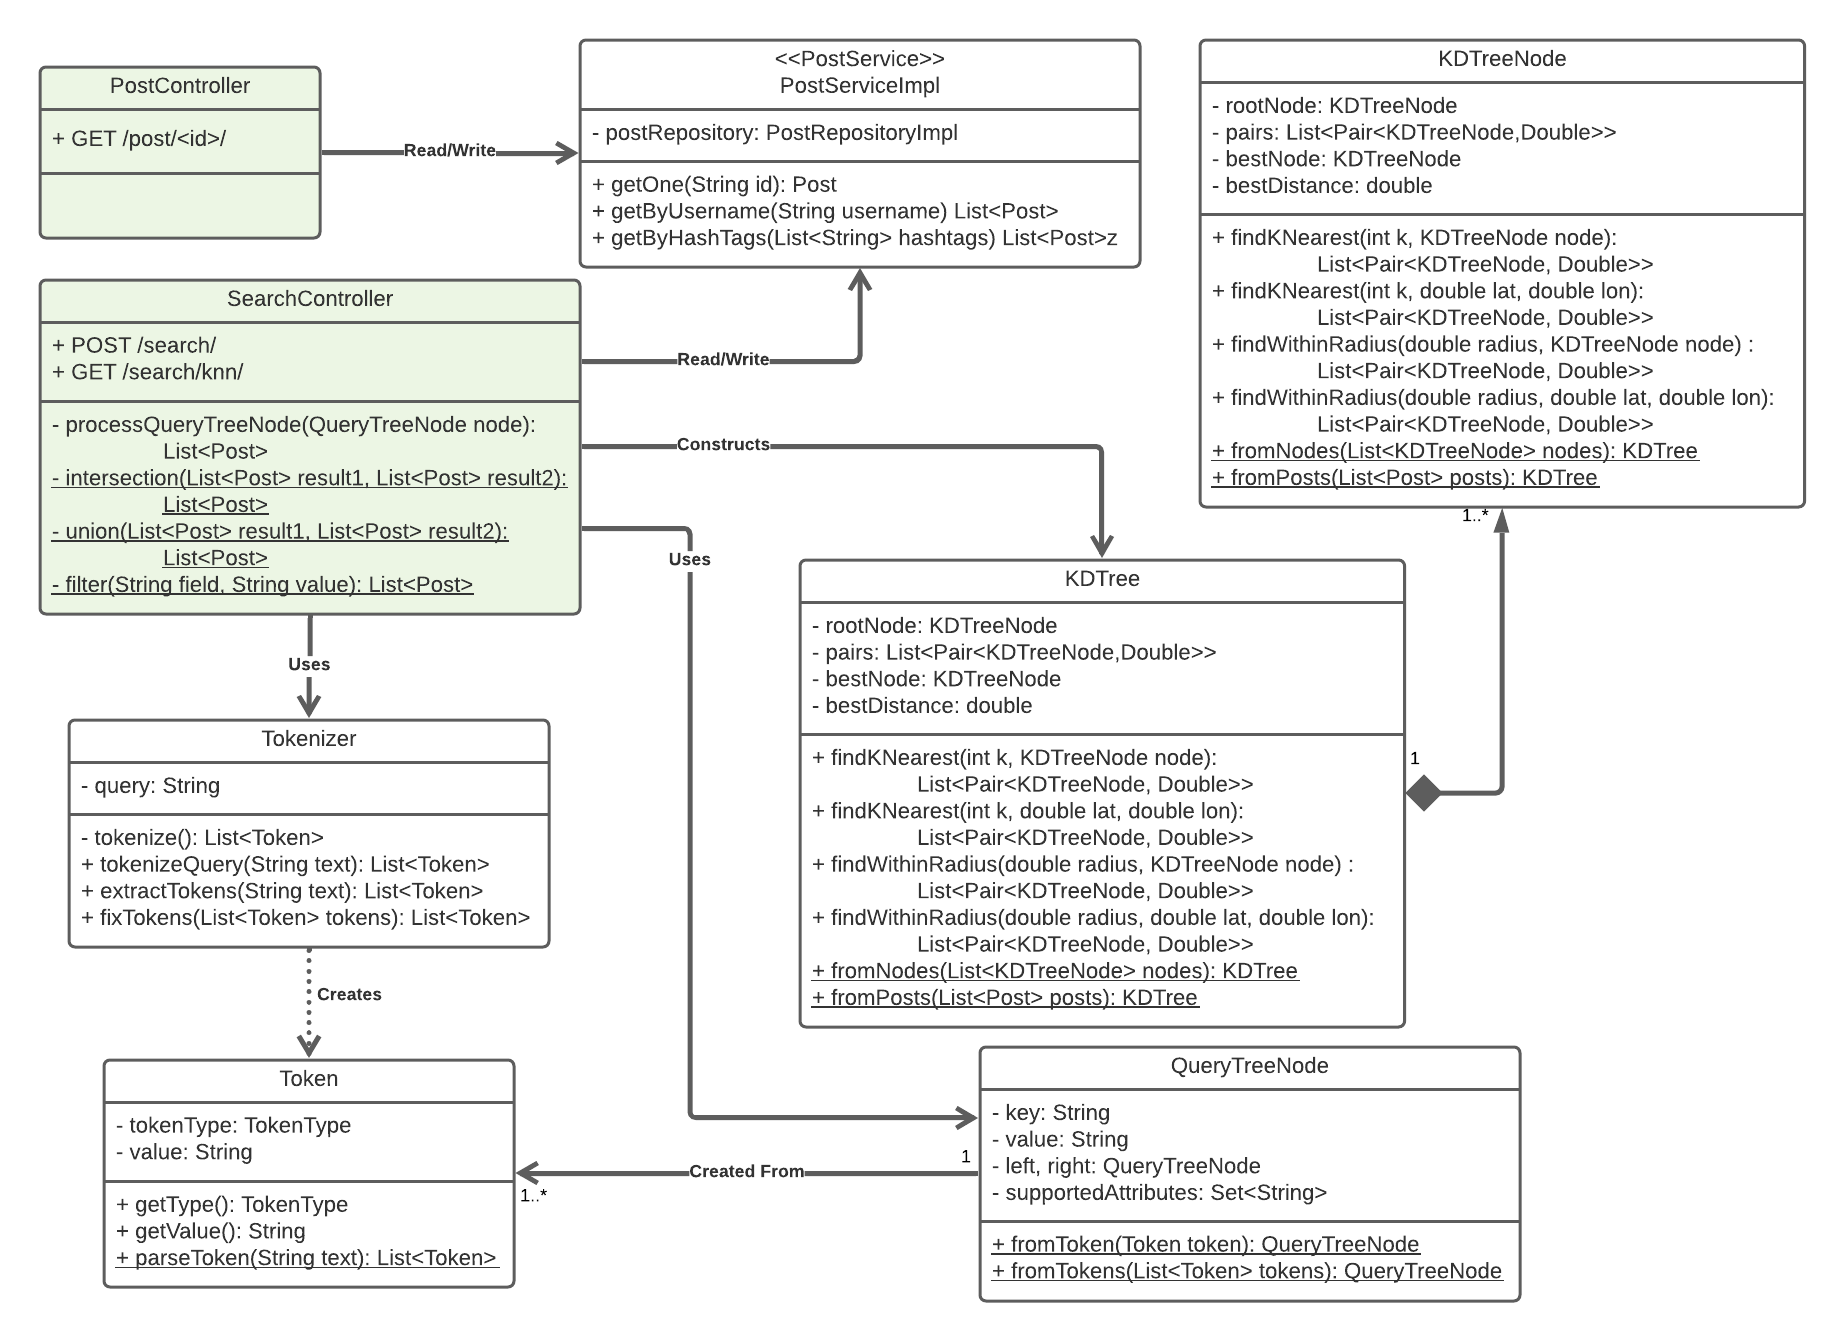 PostController
+ GET /post/<id>/
Read/Write
<<PostService>>
PostServiceImpl
- postRepository: PostRepositoryImpl
+ getOne(String id): Post
+ getByUsername(String username) List<Post>
+ getByHashTags(List<String> hashtags) List<Post>z
KDTreeNode
- rootNode: KDTreeNode
- pairs: List<Pair<KDTreeNode,Double>>
- bestNode: KDTreeNode
- bestDistance: double
+ findKNearest(int k, KDTreeNode node):
List<Pair<KDTreeNode, Double>>
+ findKNearest(int k, double lat, double lon):
List<Pair<KDTreeNode, Double>>
+ findWithinRadius(double radius, KDTreeNode node) :
List<Pair<KDTreeNode, Double>>
+ findWithinRadius(double radius, double lat, double lon):
List<Pair<KDTreeNode, Double>>
+ fromNodes(List<KDTreeNode> nodes): KDTree
+ fromPosts(List<Post> posts): KDTree
1..*
SearchController
+ POST /search/
+ GET /search/knn/
- processQueryTreeNode(QueryTreeNode node):
List<Post>
- intersection(List<Post> result1, List<Post> result2):
List<Post>
- union(List<Post> result1, List<Post> result2):
List<Post>
- filter(String field, String value): List<Post>
Read/Write
Constructs
Uses
Uses
KDTree
- rootNode: KDTreeNode
- pairs: List<Pair<KDTreeNode,Double>>
- bestNode: KDTreeNode
- bestDistance: double
+ findKNearest(int k, KDTreeNode node):
List<Pair<KDTreeNode, Double>>
+ findKNearest(int k, double lat, double lon):
List<Pair<KDTreeNode, Double>>
+ findWithinRadius(double radius, KDTreeNode node) :
List<Pair<KDTreeNode, Double>>
+ findWithinRadius(double radius, double lat, double lon):
List<Pair<KDTreeNode, Double>>
+ fromNodes(List<KDTreeNode> nodes): KDTree
+ fromPosts(List<Post> posts): KDTree
1
Tokenizer
- query: String
- tokenize(): List<Token>
+ tokenizeQuery(String text): List<Token>
+ extractTokens(String text): List<Token>
+ fixTokens(List<Token> tokens): List<Token>
Creates
Token
- tokenType: TokenType
- value: String
+ getType(): TokenType
+ getValue(): String
+ parseToken(String text): List<Token>
1..*
Created From
1
QueryTreeNode
- key: String
- value: String
- left, right: QueryTreeNode
- supportedAttributes: Set<String>
+ fromToken(Token token): QueryTreeNode
+ fromTokens(List<Token> tokens): QueryTreeNode